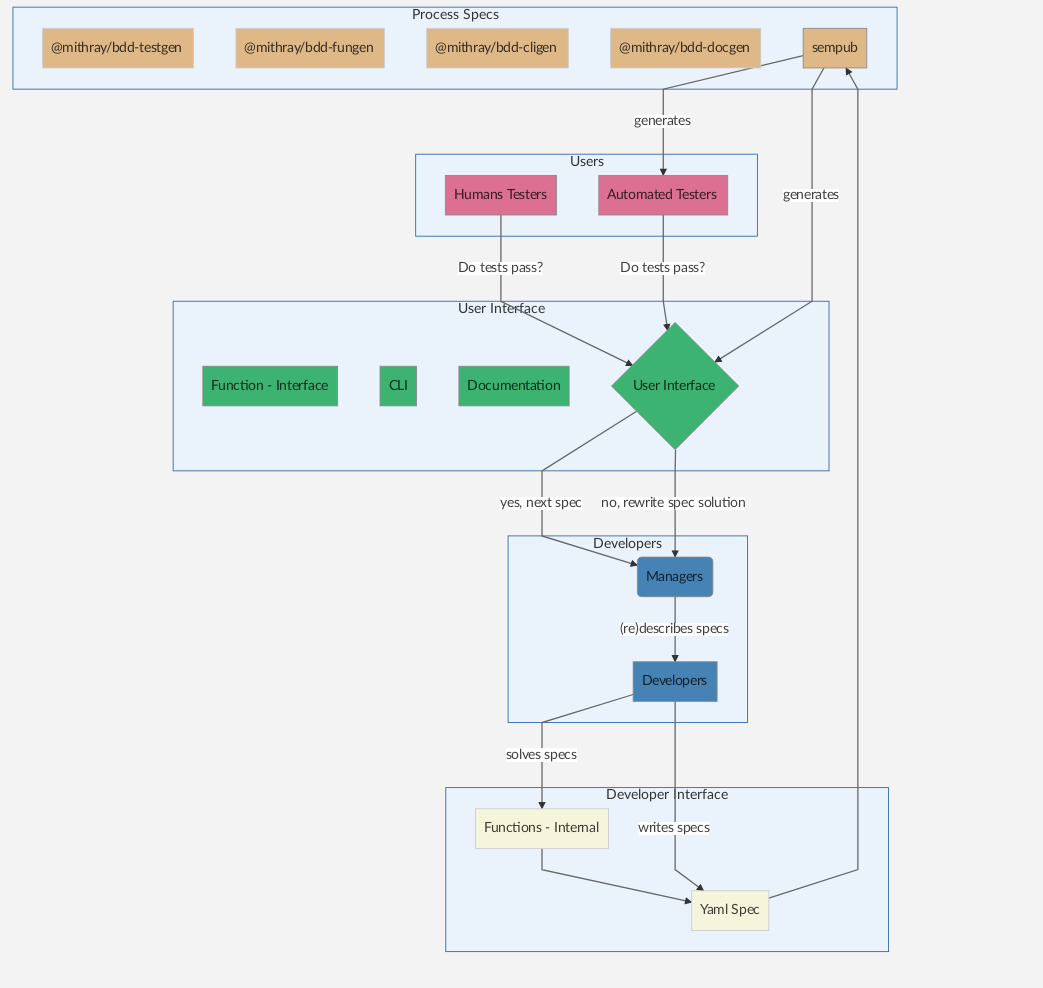 Process Specs
@mithray/bdd-testgen
@mithray/bdd-fungen
@mithray/bdd-cligen
@mithray/bdd-docgen
sempub
generates
Users
Humans Testers
Automated Testers
generates
Do tests pass?
Do tests pass?
User Interface
Function - Interface
CLI
Documentation
User Interface
yes, next spec
no, rewrite spec solution
Developers
Managers
(re)describes specs
Developers
solves specs
Developer Interface
Functions - Internal
writes specs
Yaml Spec